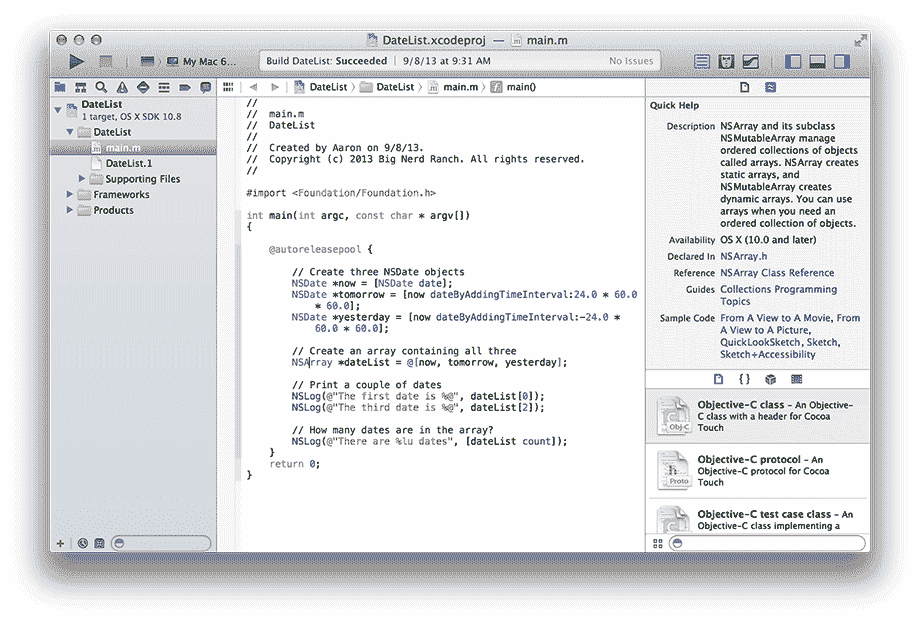 DateList.xcodeproj — main.m
My Mac 6...
Build DateList: Succeeded | 9/8/13 at 9:31 AM
No Issues
DateList
1 target, OS X SDK 10.8
DateList
main.m
DateList.1
Supporting Files
Frameworks
Products
DateList
DateList
main.m
main()
//
// main.m
// DateList
//
// Created by Aaron on 9/8/13.
// Copyright (c) 2013 Big Nerd Ranch. All rights reserved.
//
#import <Foundation/Foundation.h>
int main(int argc, const char * argv[])
{
@autoreleasepool {
// Create three NSDate objects
NSDate *now = [NSDate date];
NSDate *tomorrow = [now dateByAddingTimeInterval:24.0 * 60.0
* 60.0];
NSDate *yesterday = [now dateByAddingTimeInterval:-24.0 *
60.0 * 60.0];
// Create an array containing all three
NSArray *dateList = @[now, tomorrow, yesterday];
// Print a couple of dates
NSLog(@"The first date is %@", dateList[0]);
NSLog(@"The third date is %@", dateList[2]);
// How many dates are in the array?
NSLog(@"There are %lu dates", [dateList count]);
}
return 0;
}
Quick Help
Description NSArray and its subclass
NSMutableArray manage
ordered collections of objects
called arrays. NSArray creates
static arrays, and
NSMutableArray creates
dynamic arrays. You can use
arrays when you need an
ordered collection of objects.
Availability OS X (10.0 and later)
Declared In NSArray.h
Reference NSArray Class Reference
Guides Collections Programming
Topics
Sample Code From A View to A Movie, From
A View to A Picture,
QuickLookSketch, Sketch,
Sketch+Accessibility
{ }
Obj-C
Objective-C class – An Objective-
C class with a header for Cocoa
Touch
h
Proto
Objective-C protocol – An
Objective-C protocol for Cocoa
Touch
Objective-C test case class – An
Objective-C class implementing a